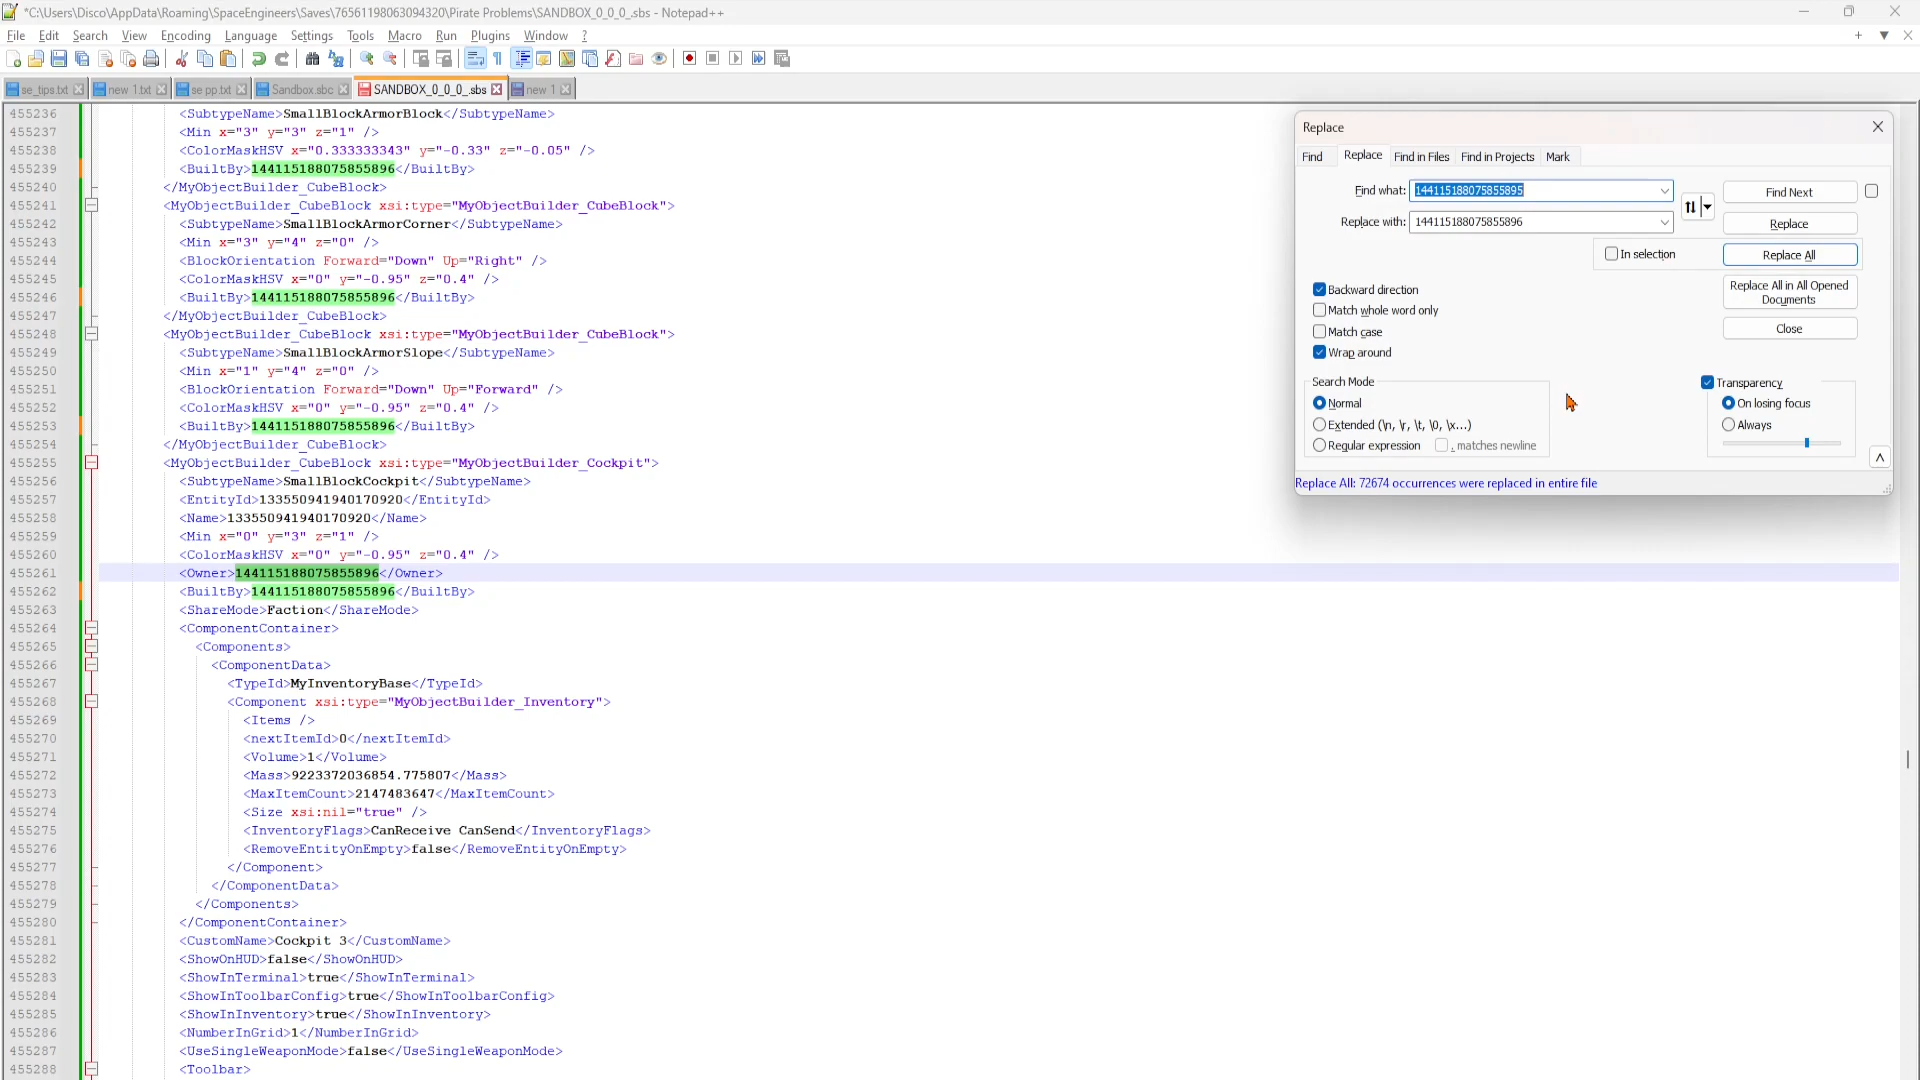 *C:\Users\Disco\AppData\Roaming\SpaceEngineers\Saves\76561198063094320\Pirate Problems\SANDBOX_0_0_0_.sbs - Notepad++
File Edit Search View Encoding Language Settings Tools Macro Run Plugins Window ?
se_tips.txt new 1.txt se pp.txt Sandbox.sbc SANDBOX_0_0_0_.sbs new 1
455236 <SubtypeName>SmallBlockArmorBlock</SubtypeName>
455237 <Min x="3" y="3" z="1" />
455238 <ColorMaskHSV x="0.333333343" y="-0.33" z="-0.05" />
455239 <BuiltBy>144115188075855896</BuiltBy>
455240 </MyObjectBuilder_CubeBlock>
455241 <MyObjectBuilder_CubeBlock xsi:type="MyObjectBuilder_CubeBlock">
455242 <SubtypeName>SmallBlockArmorCorner</SubtypeName>
455243 <Min x="3" y="4" z="0" />
455244 <BlockOrientation Forward="Down" Up="Right" />
455245 <ColorMaskHSV x="0" y="-0.95" z="0.4" />
455246 <BuiltBy>144115188075855896</BuiltBy>
455247 </MyObjectBuilder_CubeBlock>
455248 <MyObjectBuilder_CubeBlock xsi:type="MyObjectBuilder_CubeBlock">
455249 <SubtypeName>SmallBlockArmorSlope</SubtypeName>
455250 <Min x="1" y="4" z="0" />
455251 <BlockOrientation Forward="Down" Up="Forward" />
455252 <ColorMaskHSV x="0" y="-0.95" z="0.4" />
455253 <BuiltBy>144115188075855896</BuiltBy>
455254 </MyObjectBuilder_CubeBlock>
455255 <MyObjectBuilder_CubeBlock xsi:type="MyObjectBuilder_Cockpit">
455256 <SubtypeName>SmallBlockCockpit</SubtypeName>
455257 <EntityId>133550941940170920</EntityId>
455258 <Name>133550941940170920</Name>
455259 <Min x="0" y="3" z="1" />
455260 <ColorMaskHSV x="0" y="-0.95" z="0.4" />
455261 <Owner>144115188075855896</Owner>
455262 <BuiltBy>144115188075855896</BuiltBy>
455263 <ShareMode>Faction</ShareMode>
455264 <ComponentContainer>
455265 <Components>
455266 <ComponentData>
455267 <TypeId>MyInventoryBase</TypeId>
455268 <Component xsi:type="MyObjectBuilder_Inventory">
455269 <Items />
455270 <nextItemId>0</nextItemId>
455271 <Volume>1</Volume>
455272 <Mass>9223372036854.775807</Mass>
455273 <MaxItemCount>2147483647</MaxItemCount>
455274 <Size xsi:nil="true" />
455275 <InventoryFlags>CanReceive CanSend</InventoryFlags>
455276 <RemoveEntityOnEmpty>false</RemoveEntityOnEmpty>
455277 </Component>
455278 </ComponentData>
455279 </Components>
455280 </ComponentContainer>
455281 <CustomName>Cockpit 3</CustomName>
455282 <ShowOnHUD>false</ShowOnHUD>
455283 <ShowInTerminal>true</ShowInTerminal>
455284 <ShowInToolbarConfig>true</ShowInToolbarConfig>
455285 <ShowInInventory>true</ShowInInventory>
455286 <NumberInGrid>1</NumberInGrid>
455287 <UseSingleWeaponMode>false</UseSingleWeaponMode>
455288 <Toolbar>
Replace
Find Replace Find in Files Find in Projects Mark
Find what: 144115188075855895 Find Next
Replace with: 144115188075855896 Replace
In selection Replace All
Backward direction Replace All in All Opened
Documents
Match whole word only
Match case Close
Wrap around
Search Mode Transparency
Normal On losing focus
Extended (\n, \r, \t, \0, \x...) Always
Regular expression . matches newline
Replace All: 72674 occurrences were replaced in entire file